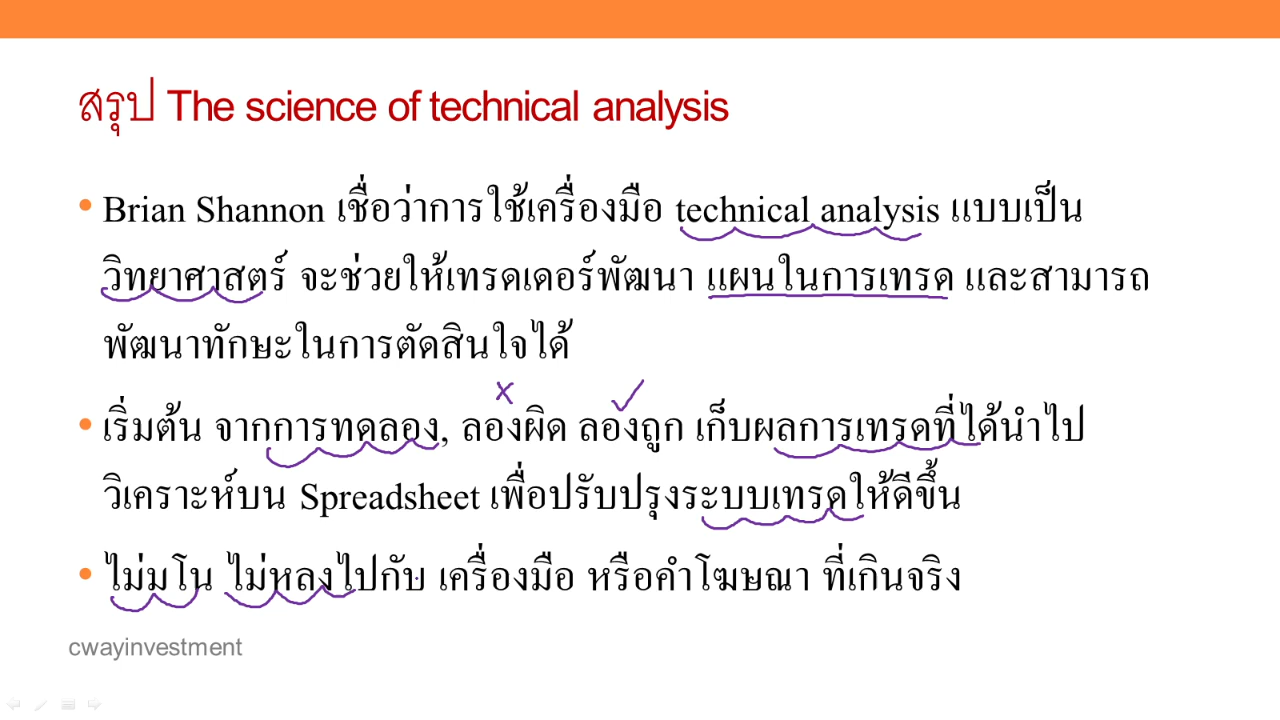 สรุป The science of technical analysis
• Brian Shannon เชื่อว่าการใช้เครื่องมือ technical analysis แบบเป็น
วิทยาศาสตร์ จะช่วยให้เทรดเดอร์พัฒนา แผนในการเทรด และสามารถ
พัฒนาทักษะในการตัดสินใจได้
• เริ่มต้น จากการทดลอง, ลองผิด ลองถูก เก็บผลการเทรดที่ได้นำไป
วิเคราะห์บน Spreadsheet เพื่อปรับปรุงระบบเทรดให้ดีขึ้น
• ไม่มโน ไม่หลงไปกับ เครื่องมือ หรือคำโฆษณา ที่เกินจริง
cwayinvestment